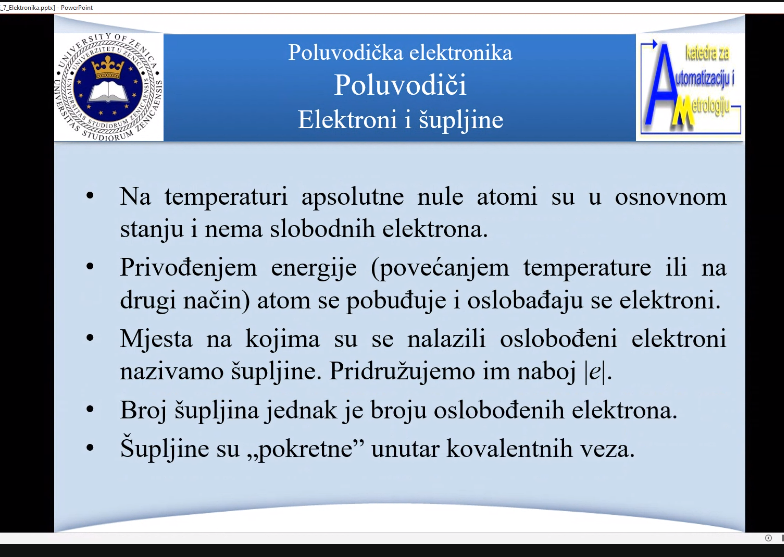 _7_Elektronika.pptx] PowerPoint
UNIVERSITY OF ZENICA
UNIVERZITET U ZENICI
UNIVERSITAS STUDIORUM ZENICAENSIS
Poluvodička elektronika
Poluvodiči
Elektroni i šupljine
katedra za
Automatizaciju i
Metrologiju
• Na temperaturi apsolutne nule atomi su u osnovnom
stanju i nema slobodnih elektrona.
• Privođenjem energije (povećanjem temperature ili na
drugi način) atom se pobuđuje i oslobađaju se elektroni.
• Mjesta na kojima su se nalazili oslobođeni elektroni
nazivamo šupljine. Pridružujemo im naboj |e|.
• Broj šupljina jednak je broju oslobođenih elektrona.
• Šupljine su „pokretne” unutar kovalentnih veza.